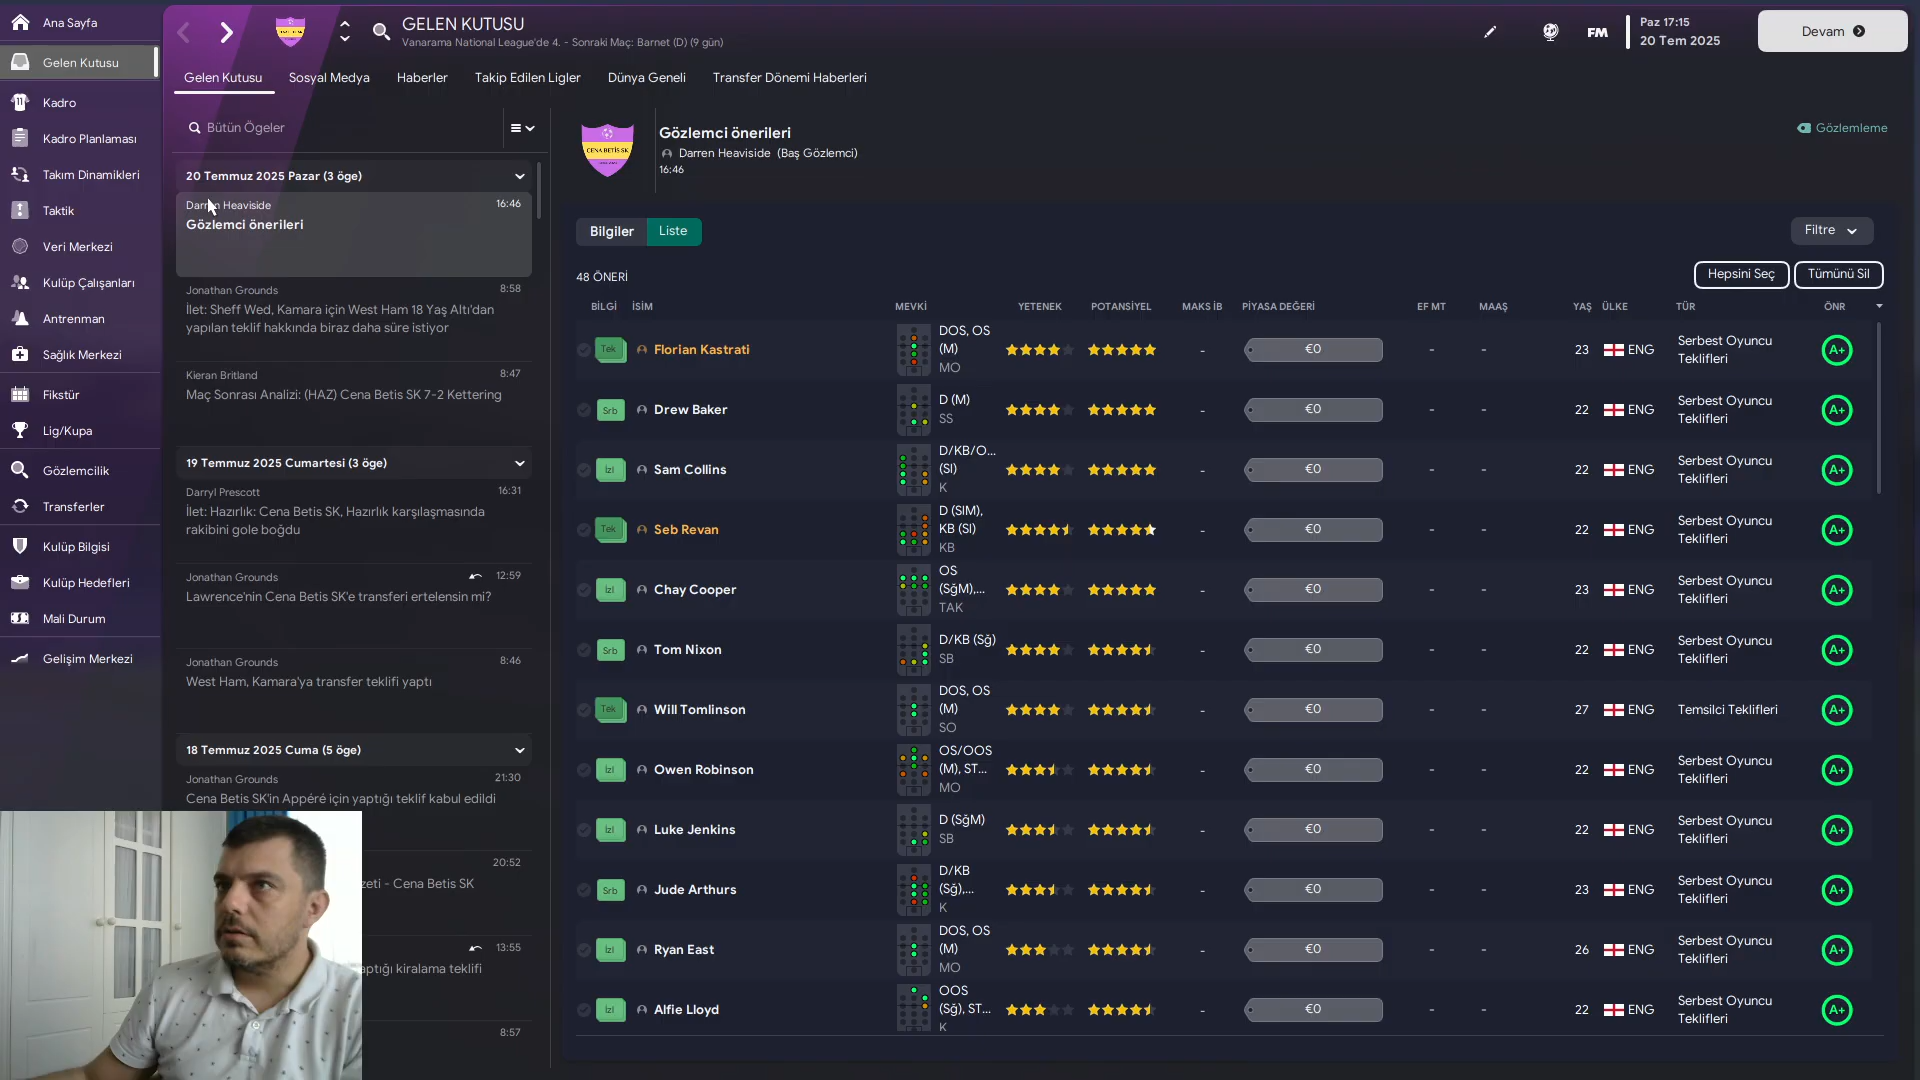 Ana Sayfa
Gelen Kutusu
Kadro
Kadro Planlaması
Takım Dinamikleri
Taktik
Veri Merkezi
Kulüp Çalışanları
Antrenman
Sağlık Merkezi
Fikstür
Lig/Kupa
Gözlemcilik
Transferler
Kulüp Bilgisi
Kulüp Hedefleri
Mali Durum
Gelişim Merkezi
GELEN KUTUSU
Vanarama National League'de 4. - Sonraki Maç: Barnet (D) (9 gün)
FM
Paz 17:15
20 Tem 2025
Devam
Gelen Kutusu Sosyal Medya Haberler Takip Edilen Ligler Dünya Geneli Transfer Dönemi Haberleri
Bütün Ögeler
20 Temmuz 2025 Pazar (3 öge)
Darren Heaviside 16:46
Gözlemci önerileri
Jonathan Grounds 8:58
İlet: Sheff Wed, Kamara için West Ham 18 Yaş Altı'dan
yapılan teklif hakkında biraz daha süre istiyor
Kieran Britland 8:47
Maç Sonrası Analizi: (HAZ) Cena Betis SK 7-2 Kettering
19 Temmuz 2025 Cumartesi (3 öge)
Darryl Prescott 16:31
İlet: Hazırlık: Cena Betis SK, Hazırlık karşılaşmasında
rakibini gole boğdu
Jonathan Grounds 12:59
Lawrence'nin Cena Betis SK'e transferi ertelensin mi?
Jonathan Grounds 8:46
West Ham, Kamara'ya transfer teklifi yaptı
18 Temmuz 2025 Cuma (5 öge)
Jonathan Grounds 21:30
Cena Betis SK'in Appéré için yaptığı teklif kabul edildi
20:52
zeti - Cena Betis SK
13:55
aptığı kiralama teklifi
8:57
CENA BETİS SK
Gözlemci önerileri
Darren Heaviside (Baş Gözlemci)
16:46
Gözlemleme
Bilgiler Liste
Filtre
48 ÖNERİ
Hepsini Seç Tümünü Sil
BİLGİ İSİM MEVKİ YETENEK POTANSİYEL MAKS İB PİYASA DEĞERİ EF MT MAAŞ YAŞ ÜLKE TÜR ÖNR
Tek Florian Kastrati DOS, OS (M) MO - €0 - - 23 ENG Serbest Oyuncu Teklifleri A+
Srb Drew Baker D (M) SS - €0 - - 22 ENG Serbest Oyuncu Teklifleri A+
İzl Sam Collins D/KB/O... (Sl) K - €0 - - 22 ENG Serbest Oyuncu Teklifleri A+
Tek Seb Revan D (SlM), KB (Sl) KB - €0 - - 22 ENG Serbest Oyuncu Teklifleri A+
İzl Chay Cooper OS (SğM),... TAK - €0 - - 23 ENG Serbest Oyuncu Teklifleri A+
Srb Tom Nixon D/KB (Sğ) SB - €0 - - 22 ENG Serbest Oyuncu Teklifleri A+
Tek Will Tomlinson DOS, OS (M) SO - €0 - - 27 ENG Temsilci Teklifleri A+
İzl Owen Robinson OS/OOS (M), ST... MO - €0 - - 22 ENG Serbest Oyuncu Teklifleri A+
İzl Luke Jenkins D (SğM) SB - €0 - - 22 ENG Serbest Oyuncu Teklifleri A+
Srb Jude Arthurs D/KB (Sğ),... K - €0 - - 23 ENG Serbest Oyuncu Teklifleri A+
İzl Ryan East DOS, OS (M) MO - €0 - - 26 ENG Serbest Oyuncu Teklifleri A+
İzl Alfie Lloyd OOS (Sğ), ST... K - €0 - - 22 ENG Serbest Oyuncu Teklifleri A+